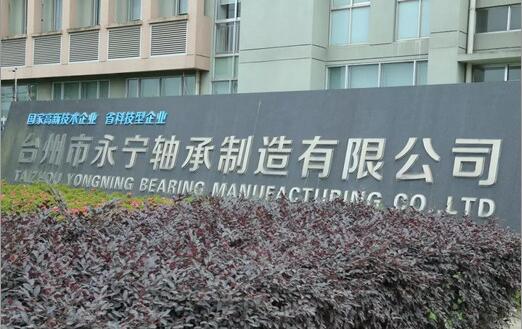 国家高新技术企业 省科技型企业
台州市永宁轴承制造有限公司
TAIZHOU YONGNING BEARING MANUFACTURING CO., LTD